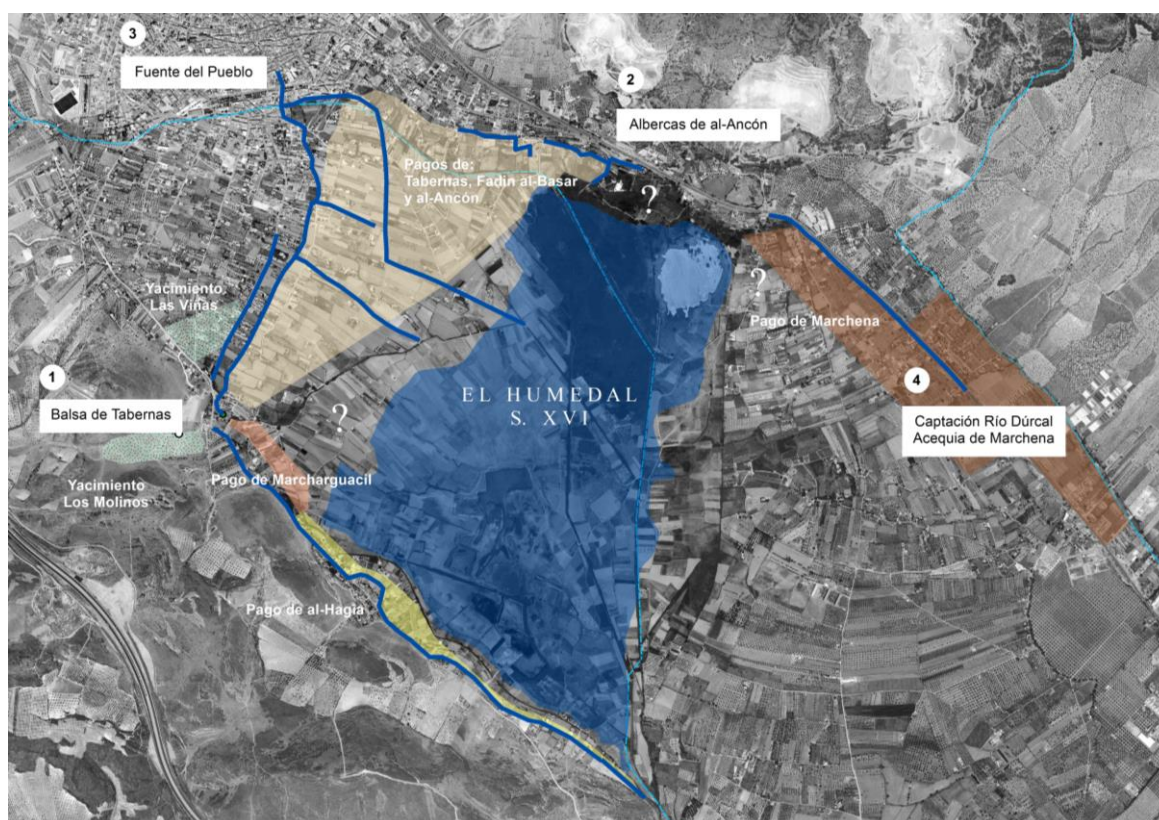 3
Fuente del Pueblo
2
Albercas de al-Ancón
Pagos de:
Tabernas, Fadin al-Basar
y al-Ancón
?
Yacimiento
Las Viñas
?
Pago de Marchena
1
Balsa de Tabernas
EL HUMEDAL
S. XVI
4
Captación Río Dúrcal
Acequia de Marchena
?
Pago de Marcharguacil
Yacimiento
Los Molinos
Pago de al-Hagia